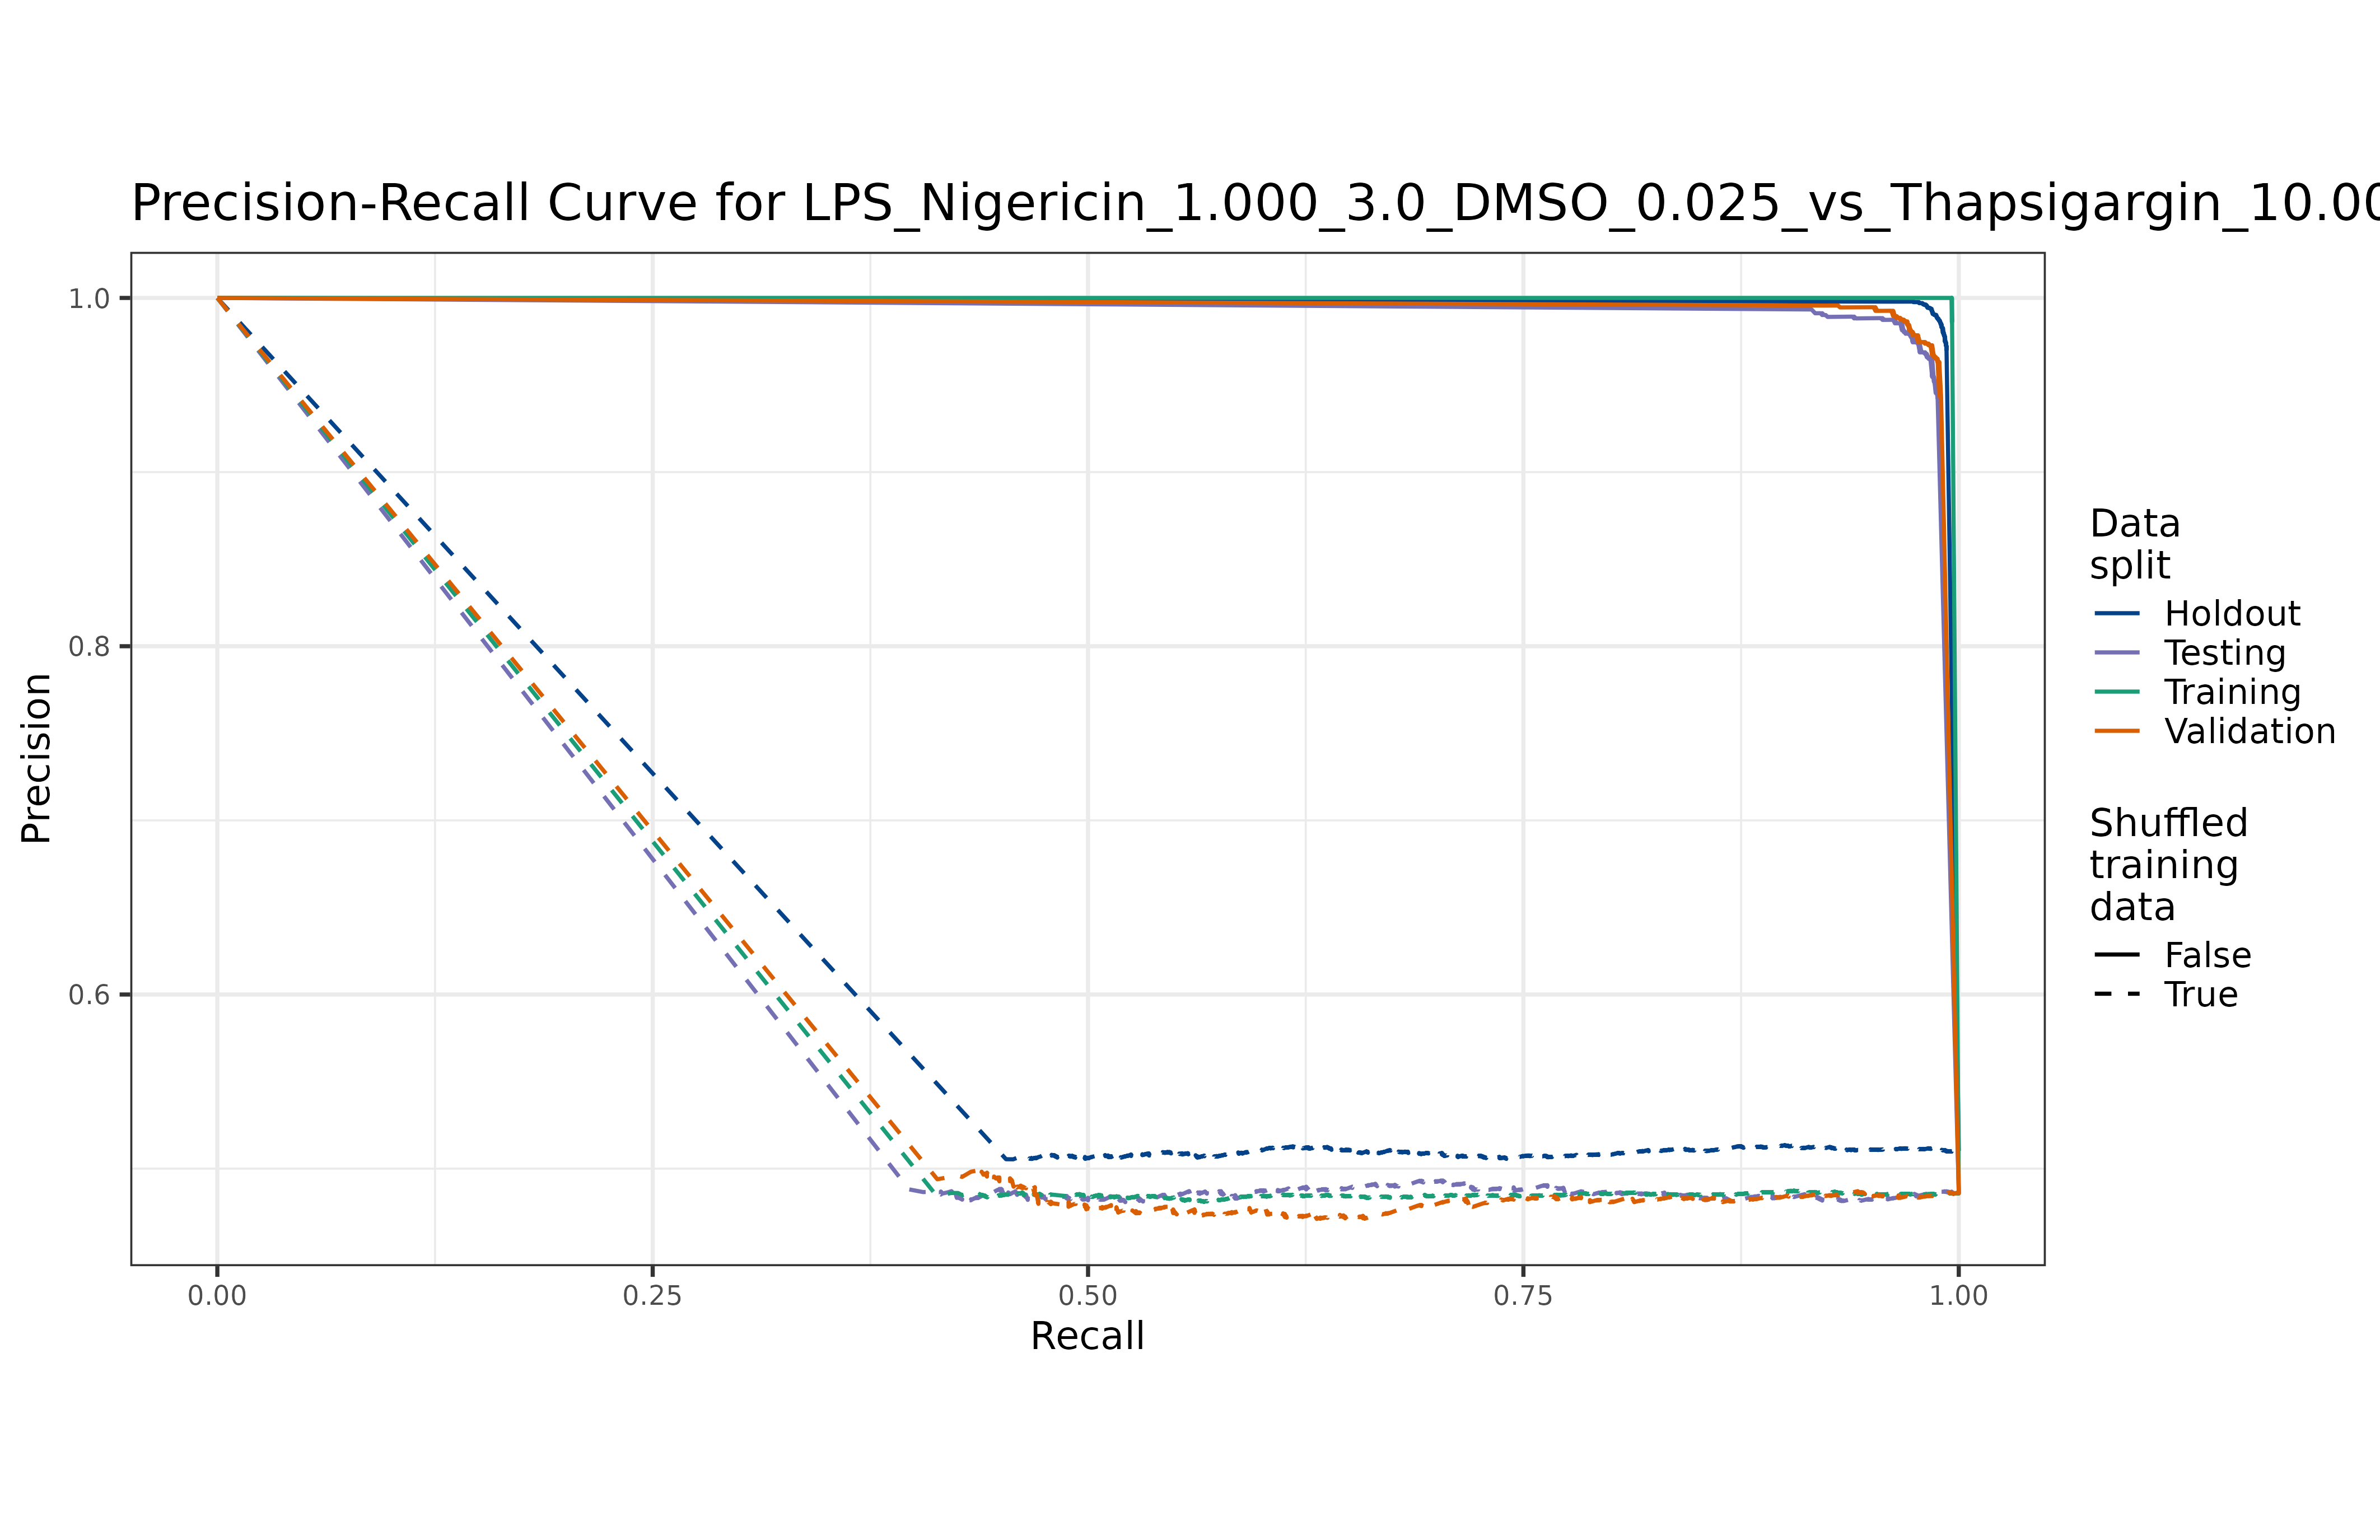 Precision-Recall Curve for LPS_Nigericin_1.000_3.0_DMSO_0.025_vs_Thapsigargin_10.00
1.0
0.8
0.6
Precision
0.00
0.25
0.50
0.75
1.00
Recall
Data
split
Holdout
Testing
Training
Validation
Shuffled
training
data
False
True